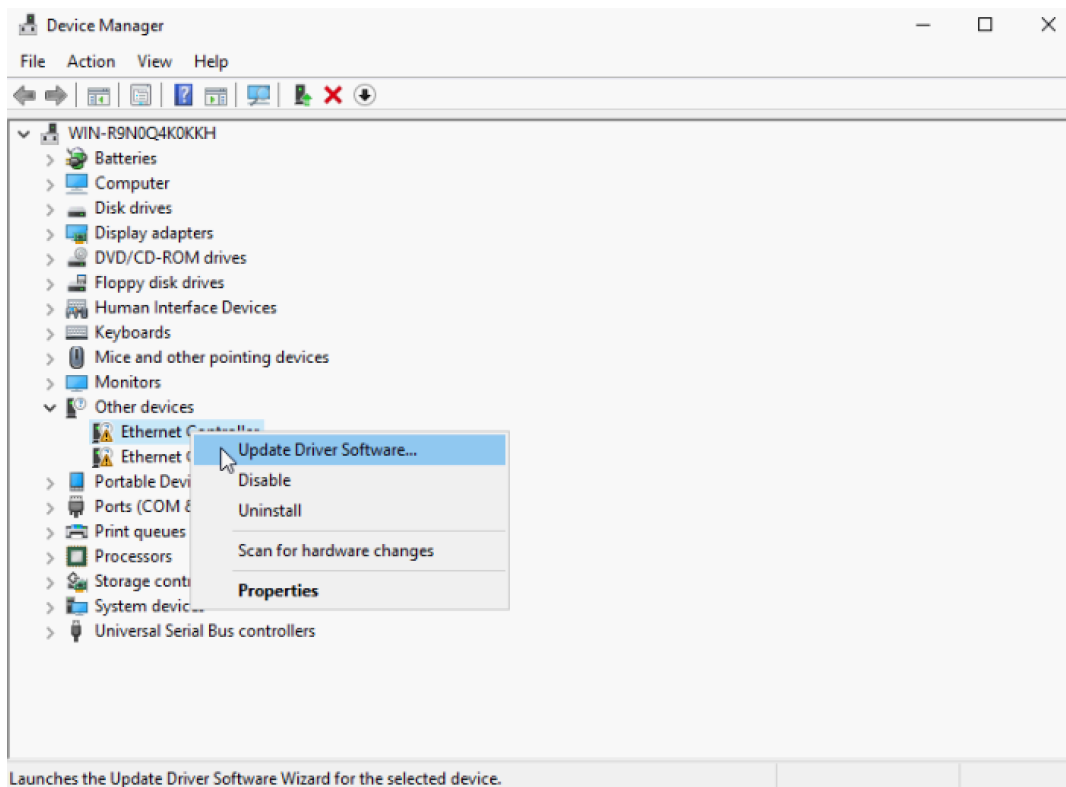 Device Manager
File Action View Help
WIN-R9N0Q4K0KKH
Batteries
Computer
Disk drives
Display adapters
DVD/CD-ROM drives
Floppy disk drives
Human Interface Devices
Keyboards
Mice and other pointing devices
Monitors
Other devices
Ethernet Controller
Ethernet
Update Driver Software...
Disable
Uninstall
Scan for hardware changes
Properties
Portable Devi
Ports (COM &
Print queues
Processors
Storage cont
System devic
Universal Serial Bus controllers
Launches the Update Driver Software Wizard for the selected device.